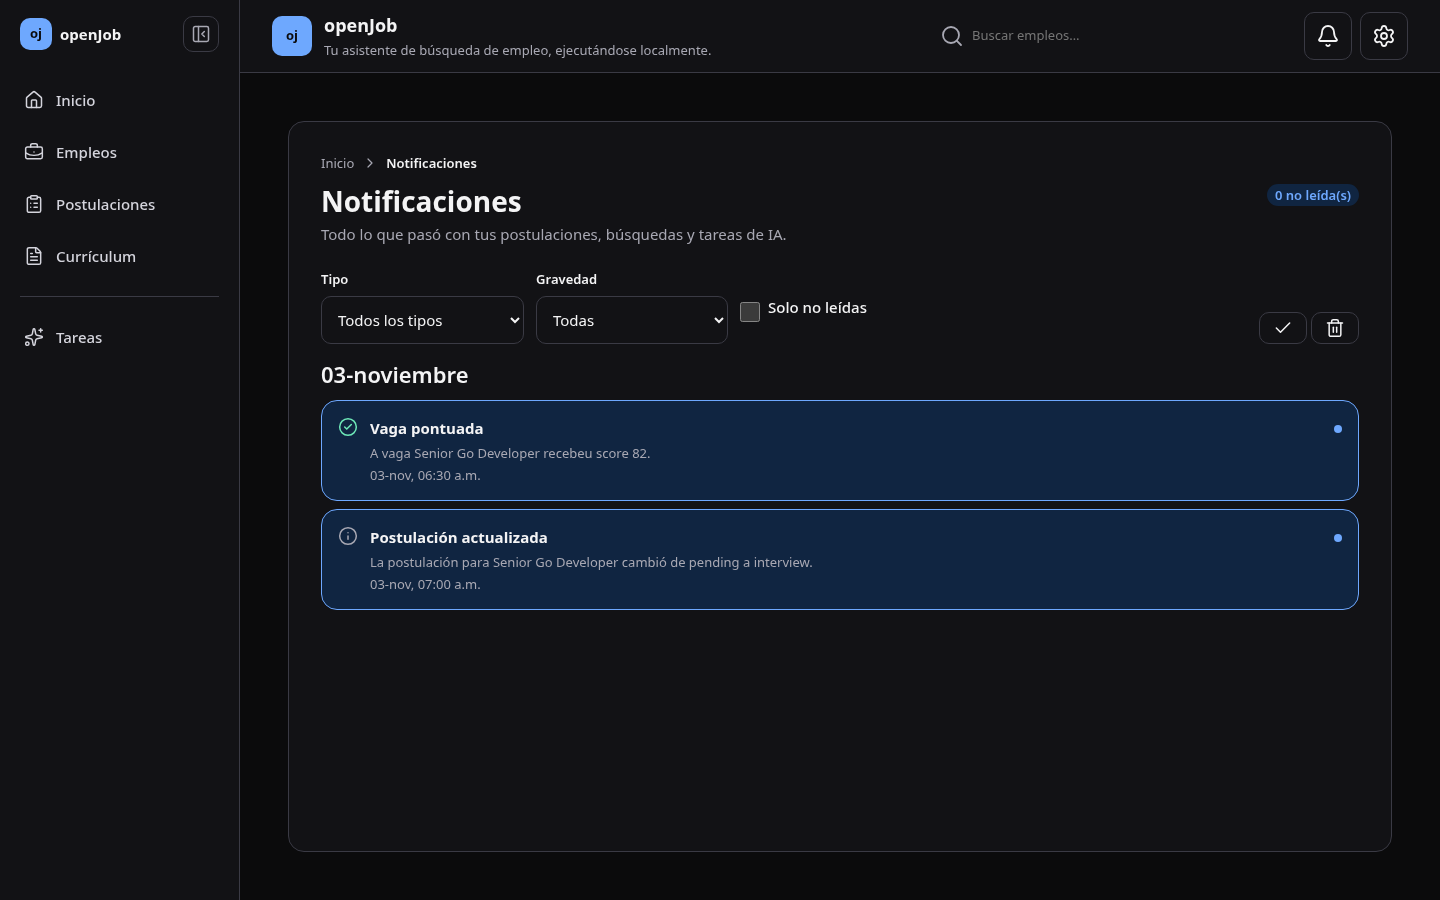 oj openJob
Inicio
Empleos
Postulaciones
Currículum
Tareas
oj
openJob
Tu asistente de búsqueda de empleo, ejecutándose localmente.
Buscar empleos...
Inicio > Notificaciones
Notificaciones
0 no leída(s)
Todo lo que pasó con tus postulaciones, búsquedas y tareas de IA.
Tipo
Gravedad
Todos los tipos
Todas
Solo no leídas
03-noviembre
Vaga pontuada
A vaga Senior Go Developer recebeu score 82.
03-nov, 06:30 a.m.
Postulación actualizada
La postulación para Senior Go Developer cambió de pending a interview.
03-nov, 07:00 a.m.